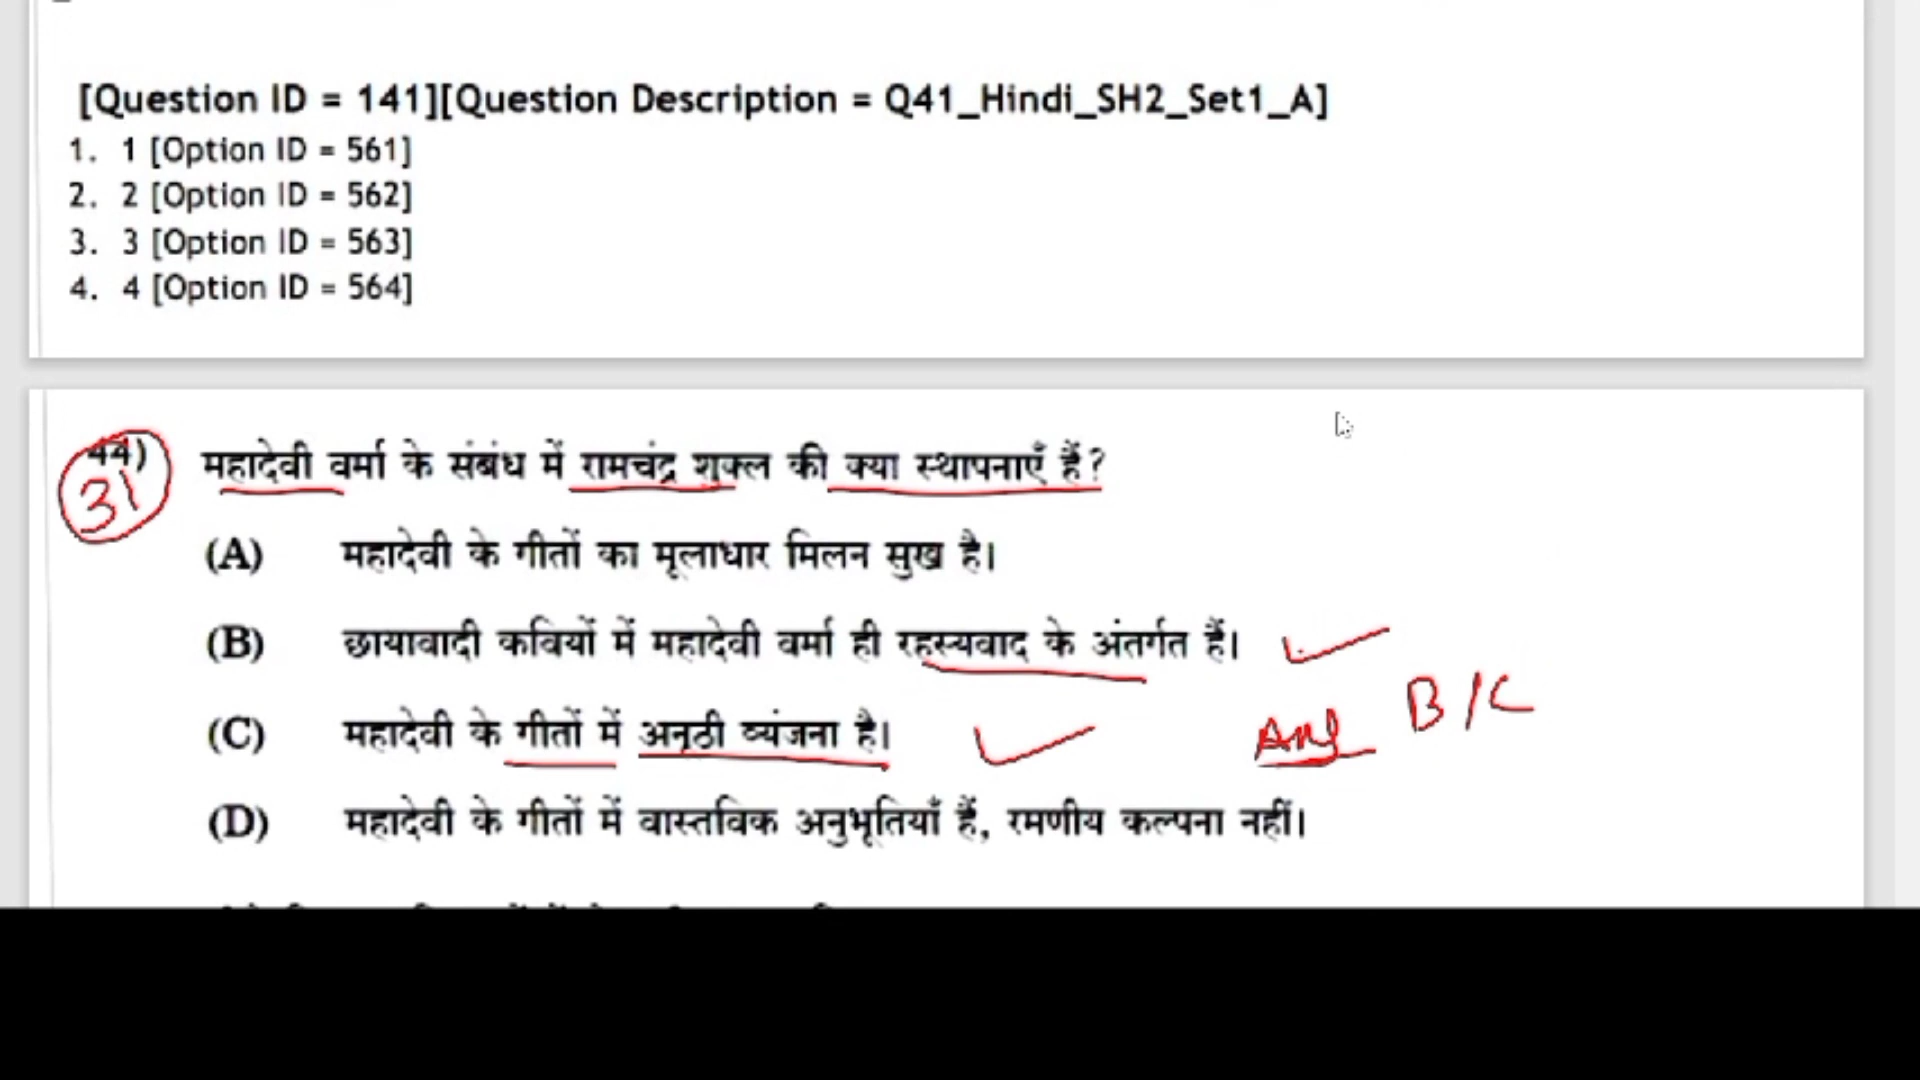 [Question ID = 141][Question Description = Q41_Hindi_SH2_Set1_A]
1. 1 [Option ID = 561]
2. 2 [Option ID = 562]
3. 3 [Option ID = 563]
4. 4 [Option ID = 564]
44) महादेवी वर्मा के संबंध में रामचंद्र शुक्ल की क्या स्थापनाएँ हैं?
31
(A) महादेवी के गीतों का मूलाधार मिलन सुख है।
(B) छायावादी कवियों में महादेवी वर्मा ही रहस्यवाद के अंतर्गत हैं।
(C) महादेवी के गीतों में अनूठी व्यंजना है। Ans B/C
(D) महादेवी के गीतों में वास्तविक अनुभूतियाँ हैं, रमणीय कल्पना नहीं।